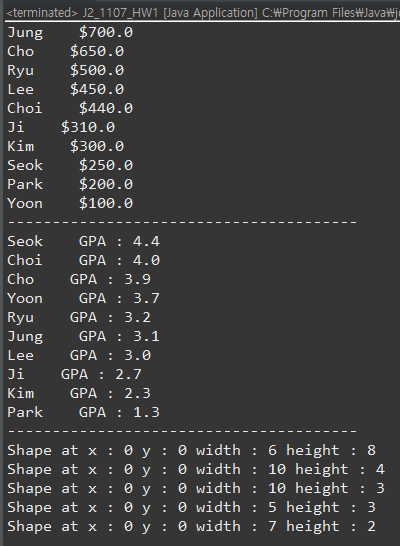 <terminated> J2_1107_HW1 [Java Application] C:₩Program Files₩Java₩j
Jung    $700.0
Cho    $650.0
Ryu    $500.0
Lee    $450.0
Choi    $440.0
Ji    $310.0
Kim    $300.0
Seok    $250.0
Park    $200.0
Yoon    $100.0
---------------------------------------
Seok    GPA : 4.4
Choi    GPA : 4.0
Cho    GPA : 3.9
Yoon    GPA : 3.7
Ryu    GPA : 3.2
Jung    GPA : 3.1
Lee    GPA : 3.0
Ji    GPA : 2.7
Kim    GPA : 2.3
Park    GPA : 1.3
---------------------------------------
Shape at x : 0 y : 0 width : 6 height : 8
Shape at x : 0 y : 0 width : 10 height : 4
Shape at x : 0 y : 0 width : 10 height : 3
Shape at x : 0 y : 0 width : 5 height : 3
Shape at x : 0 y : 0 width : 7 height : 2